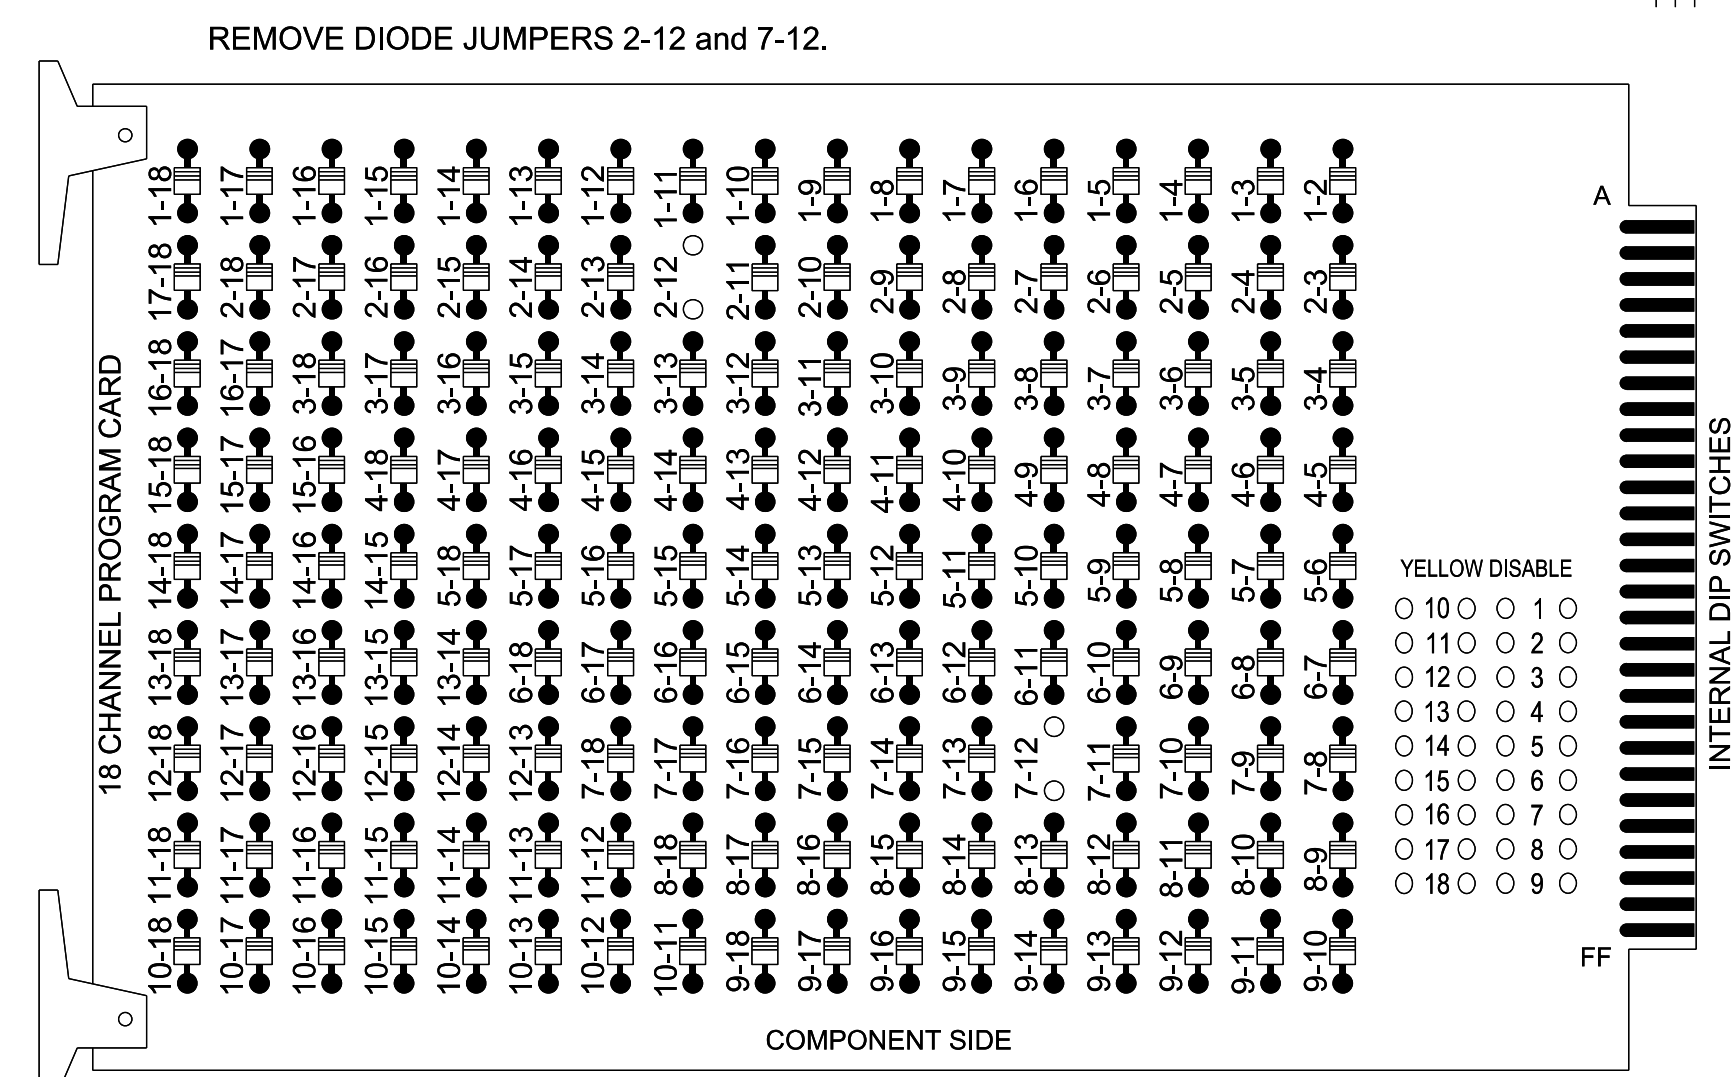 REMOVE DIODE JUMPERS 2-12 and 7-12.
1-18 1-17 1-16 1-15 1-14 1-13 1-12 1-11 1-10 1-9 1-8 1-7 1-6 1-5 1-4 1-3 1-2
17-18 2-18 2-17 2-16 2-15 2-14 2-13 2-12 2-11 2-10 2-9 2-8 2-7 2-6 2-5 2-4 2-3
16-18 16-17 3-18 3-17 3-16 3-15 3-14 3-13 3-12 3-11 3-10 3-9 3-8 3-7 3-6 3-5 3-4
15-18 15-17 15-16 4-18 4-17 4-16 4-15 4-14 4-13 4-12 4-11 4-10 4-9 4-8 4-7 4-6 4-5
14-18 14-17 14-16 14-15 5-18 5-17 5-16 5-15 5-14 5-13 5-12 5-11 5-10 5-9 5-8 5-7 5-6
13-18 13-17 13-16 13-15 13-14 6-18 6-17 6-16 6-15 6-14 6-13 6-12 6-11 6-10 6-9 6-8 6-7
12-18 12-17 12-16 12-15 12-14 12-13 7-18 7-17 7-16 7-15 7-14 7-13 7-12 7-11 7-10 7-9 7-8
11-18 11-17 11-16 11-15 11-14 11-13 11-12 8-18 8-17 8-16 8-15 8-14 8-13 8-12 8-11 8-10 8-9
10-18 10-17 10-16 10-15 10-14 10-13 10-12 10-11 9-18 9-17 9-16 9-15 9-14 9-13 9-12 9-11 9-10
18 CHANNEL PROGRAM CARD
COMPONENT SIDE
YELLOW DISABLE
10 1
11 2
12 3
13 4
14 5
15 6
16 7
17 8
18 9
A
FF
INTERNAL DIP SWITCHES